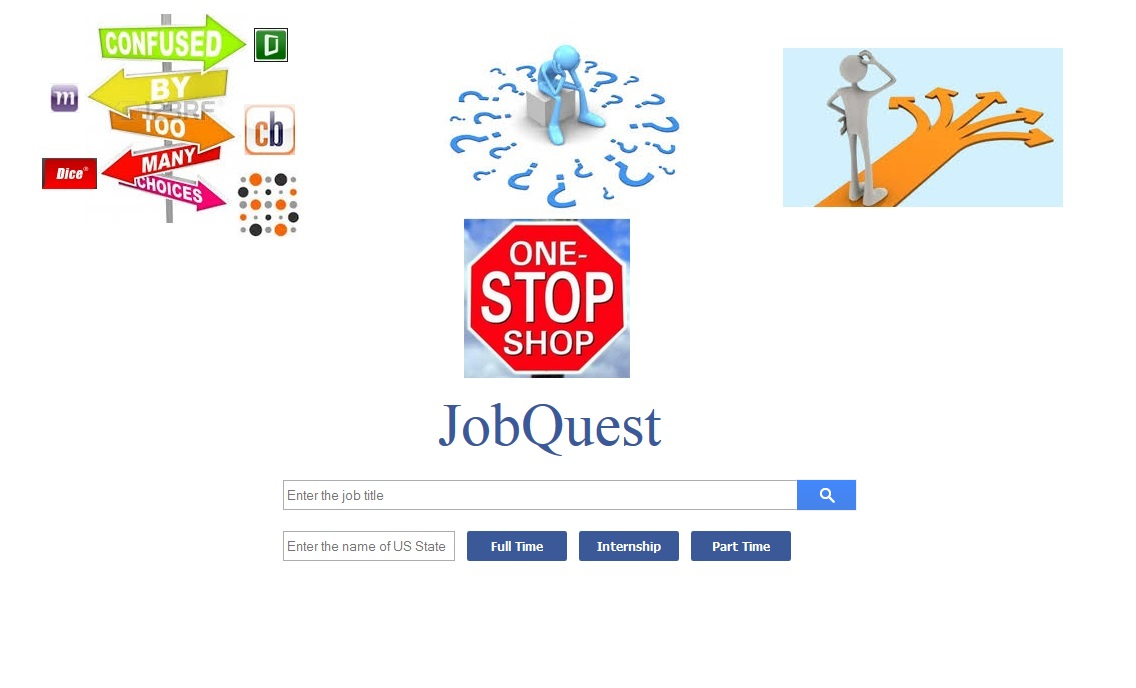 CONFUSED
BY
TOO
MANY
CHOICES
m
cb
Dice
ONE-
STOP
SHOP
JobQuest
Enter the job title
Enter the name of US State
Full Time
Internship
Part Time